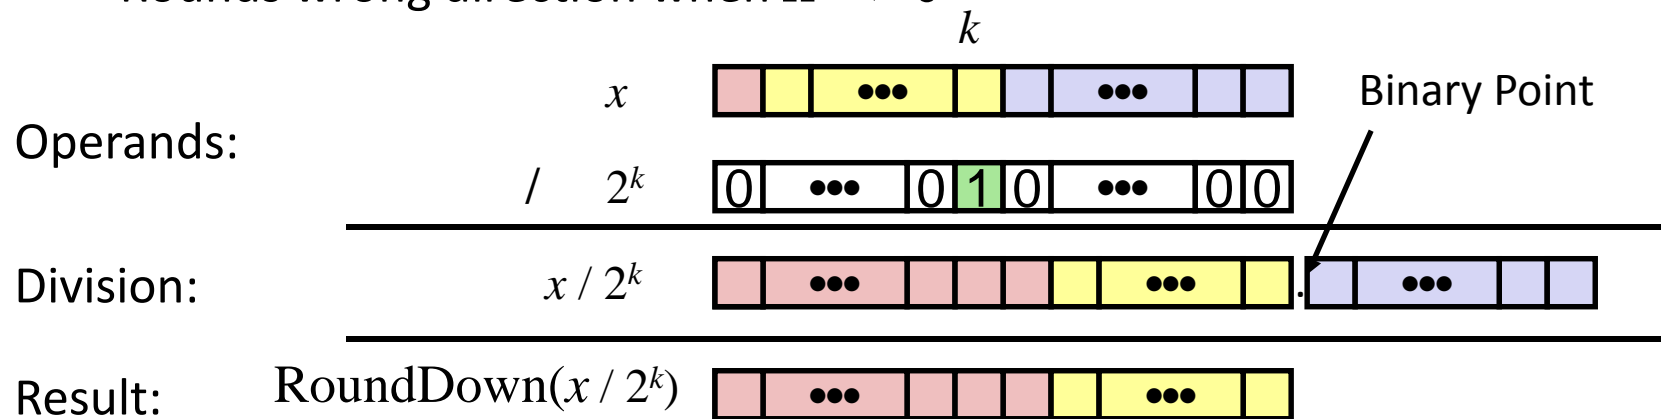 k
x
Binary Point
Operands:
/ 2^k
0 ••• 0 1 0 ••• 0 0
Division:
x / 2^k
••• ••• . •••
Result:
RoundDown(x / 2^k)
••• •••